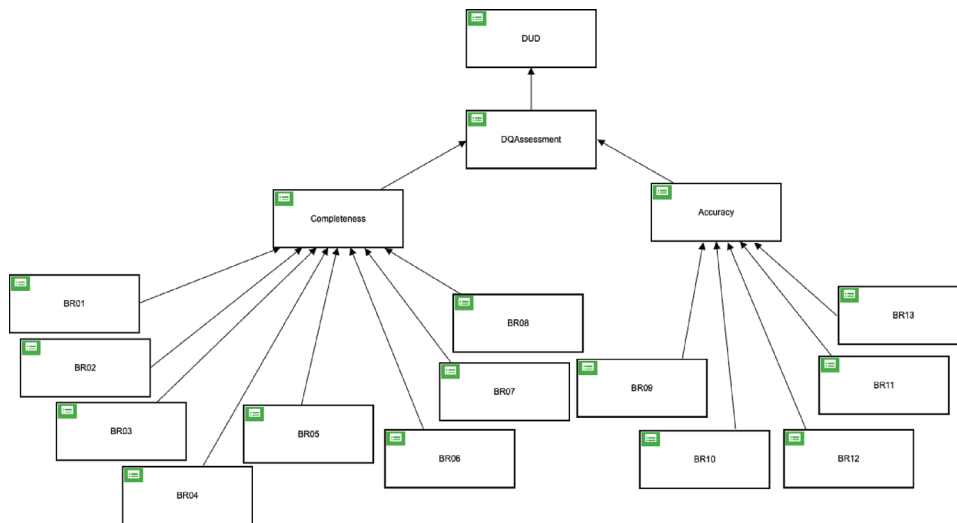 DUD
DQAssessment
Completeness
Accuracy
BR01
BR08
BR13
BR02
BR07
BR09
BR11
BR03
BR05
BR06
BR10
BR12
BR04